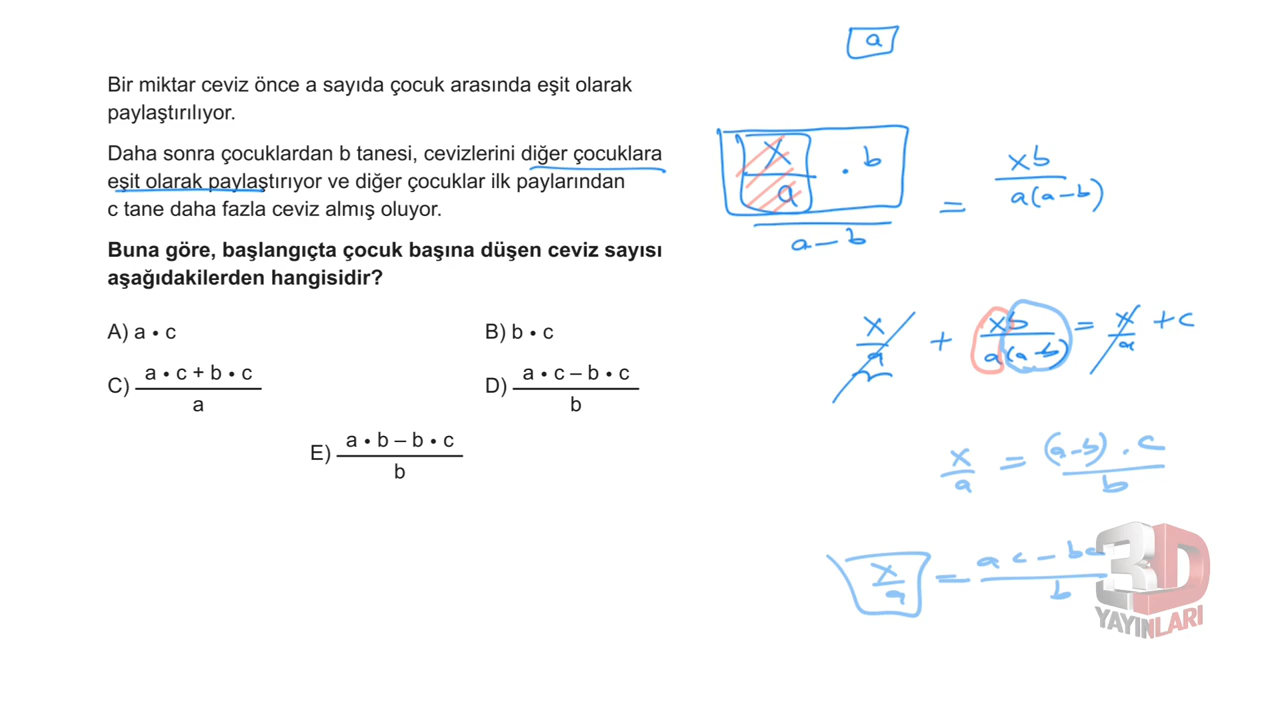 Bir miktar ceviz önce a sayıda çocuk arasında eşit olarak
paylaştırılıyor.
Daha sonra çocuklardan b tanesi, cevizlerini diğer çocuklara
eşit olarak paylaştırıyor ve diğer çocuklar ilk paylarından
c tane daha fazla ceviz almış oluyor.
Buna göre, başlangıçta çocuk başına düşen ceviz sayısı
aşağıdakilerden hangisidir?
A) a • c
B) b • c
C) a • c + b • c / a
D) a • c – b • c / b
E) a • b – b • c / b
a
x/a . b / a – b = xb / a(a–b)
x/a + xb / a(a–b) = x/a + c
x/a = (a–b) . c / b
x/a = ac – bc / b
3D
YAYINLARI